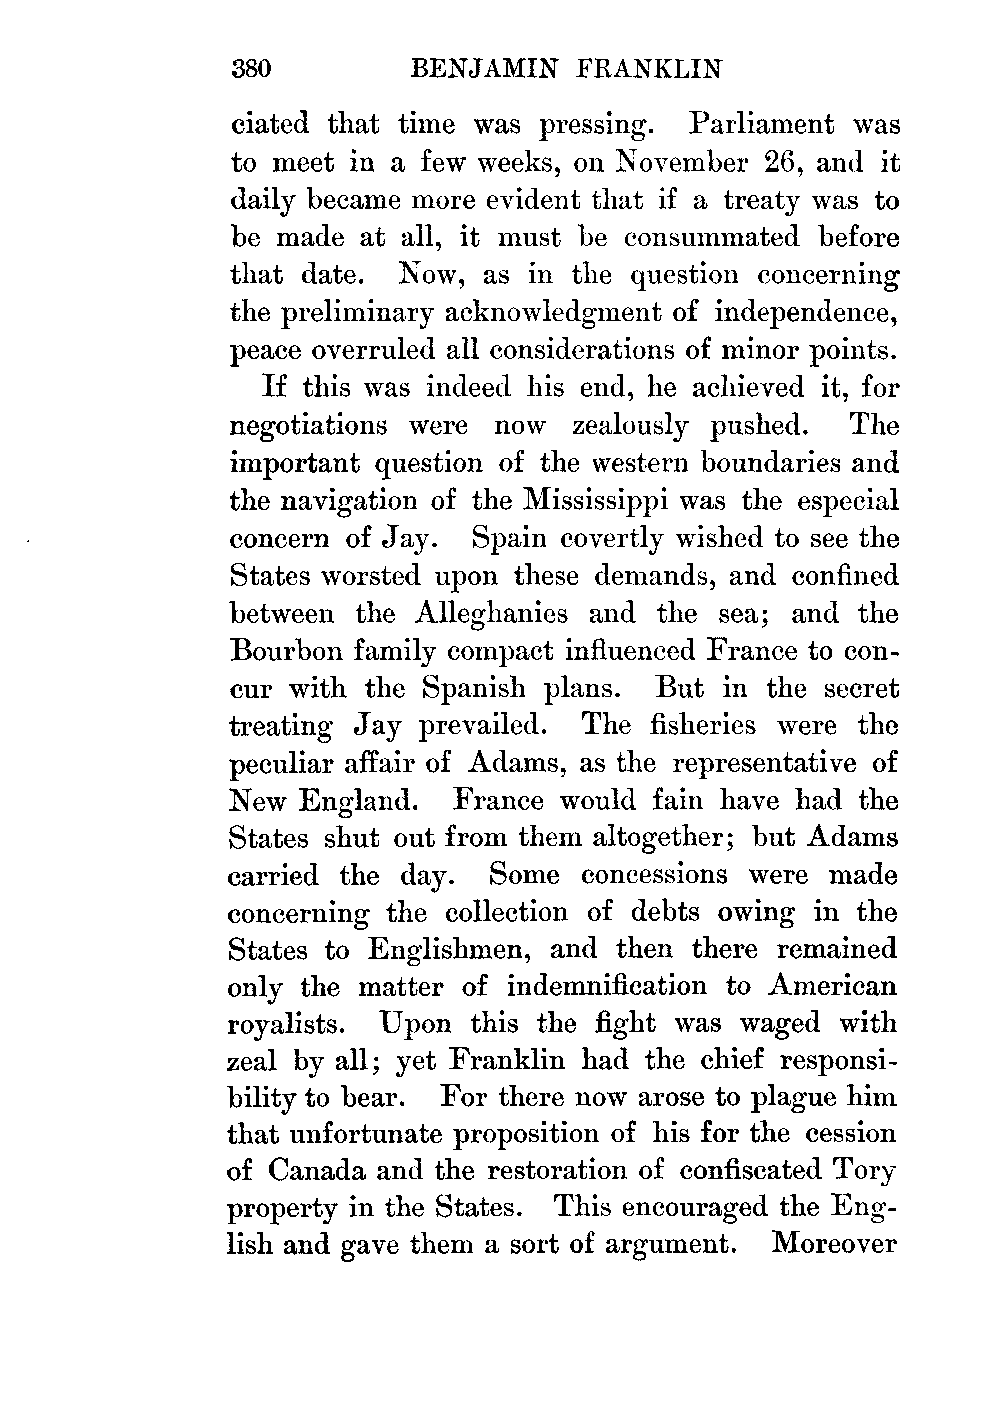 380 BENJAMIN FRANKLIN
ciated that time was pressing. Parliament was
to meet in a few weeks, on November 26, and it
daily became more evident that if a treaty was to
be made at all, it must be consummated before
that date. Now, as in the question concerning
the preliminary acknowledgment of independence,
peace overruled all considerations of minor points.
If this was indeed his end, he achieved it, for
negotiations were now zealously pushed. The
important question of the western boundaries and
the navigation of the Mississippi was the especial
concern of Jay. Spain covertly wished to see the
States worsted upon these demands, and confined
between the Alleghanies and the sea; and the
Bourbon family compact influenced France to con-
cur with the Spanish plans. But in the secret
treating Jay prevailed. The fisheries were the
peculiar affair of Adams, as the representative of
New England. France would fain have had the
States shut out from them altogether; but Adams
carried the day. Some concessions were made
concerning the collection of debts owing in the
States to Englishmen, and then there remained
only the matter of indemnification to American
royalists. Upon this the fight was waged with
zeal by all; yet Franklin had the chief responsi-
bility to bear. For there now arose to plague him
that unfortunate proposition of his for the cession
of Canada and the restoration of confiscated Tory
property in the States. This encouraged the Eng-
lish and gave them a sort of argument. Moreover